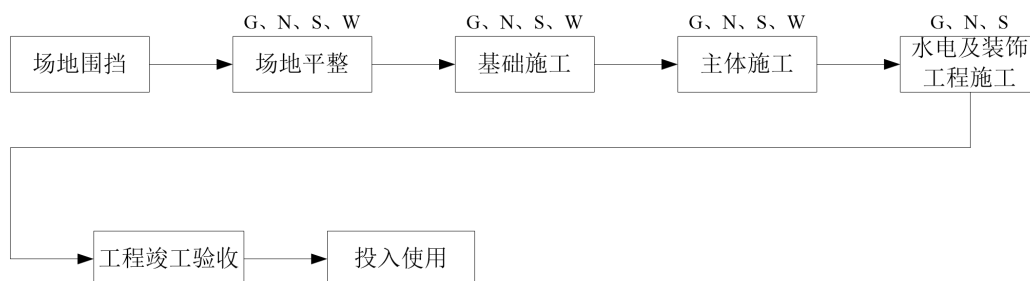 G、N、S、W
G、N、S、W
G、N、S、W
G、N、S
场地围挡
场地平整
基础施工
主体施工
水电及装饰
工程施工
工程竣工验收
投入使用